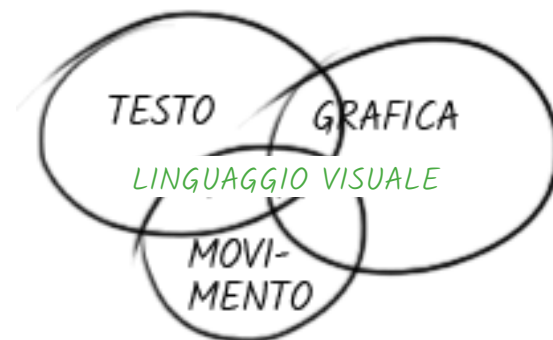 TESTO
GRAFICA
LINGUAGGIO VISUALE
MOVI-
MENTO